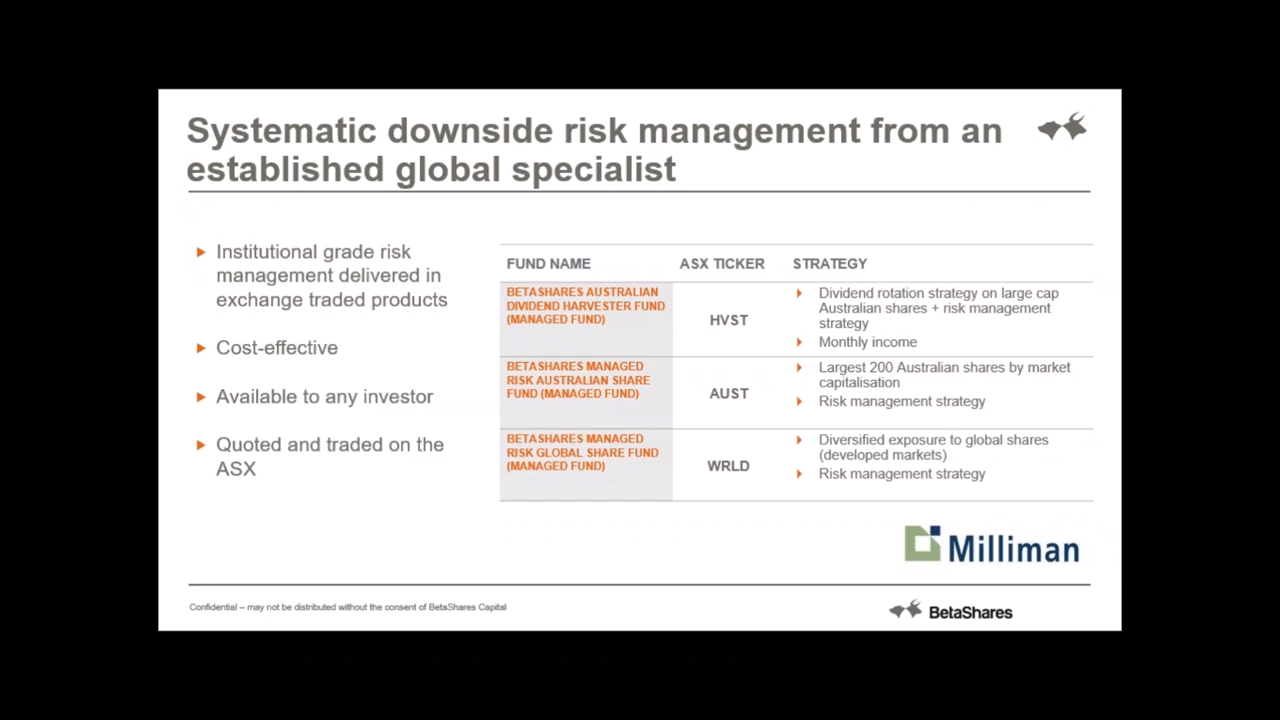 Systematic downside risk management from an
established global specialist
Institutional grade risk
management delivered in
exchange traded products
Cost-effective
Available to any investor
Quoted and traded on the
ASX
FUND NAME ASX TICKER STRATEGY
BETASHARES AUSTRALIAN
DIVIDEND HARVESTER FUND
(MANAGED FUND)
HVST
Dividend rotation strategy on large cap
Australian shares + risk management
strategy
Monthly income
BETASHARES MANAGED
RISK AUSTRALIAN SHARE
FUND (MANAGED FUND)
AUST
Largest 200 Australian shares by market
capitalisation
Risk management strategy
BETASHARES MANAGED
RISK GLOBAL SHARE FUND
(MANAGED FUND)
WRLD
Diversified exposure to global shares
(developed markets)
Risk management strategy
Milliman
Confidential – may not be distributed without the consent of BetaShares Capital
BetaShares